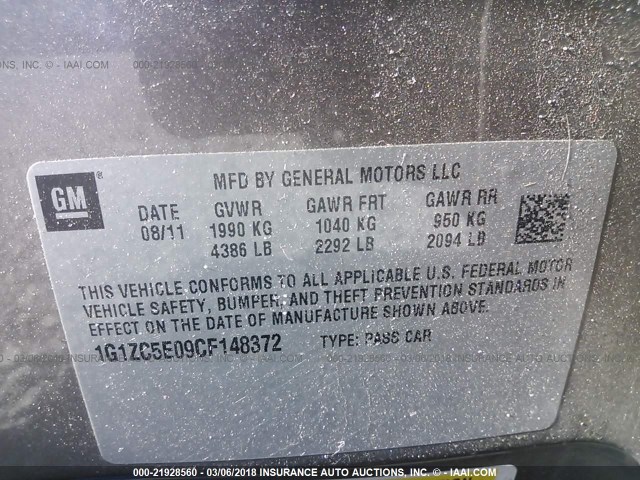 GM®
MFD BY GENERAL MOTORS LLC
DATE GVWR GAWR FRT GAWR RR
08/11 1990 KG 1040 KG 950 KG
4386 LB 2292 LB 2094 LB
THIS VEHICLE CONFORMS TO ALL APPLICABLE U.S. FEDERAL MOTOR
VEHICLE SAFETY, BUMPER, AND THEFT PREVENTION STANDARDS IN
EFFECT ON THE DATE OF MANUFACTURE SHOWN ABOVE.
1G1ZC5E09CF148372 TYPE: PASS CAR
000-21928560 - 03/06/2018 INSURANCE AUTO AUCTIONS, INC. © - IAAI.COM